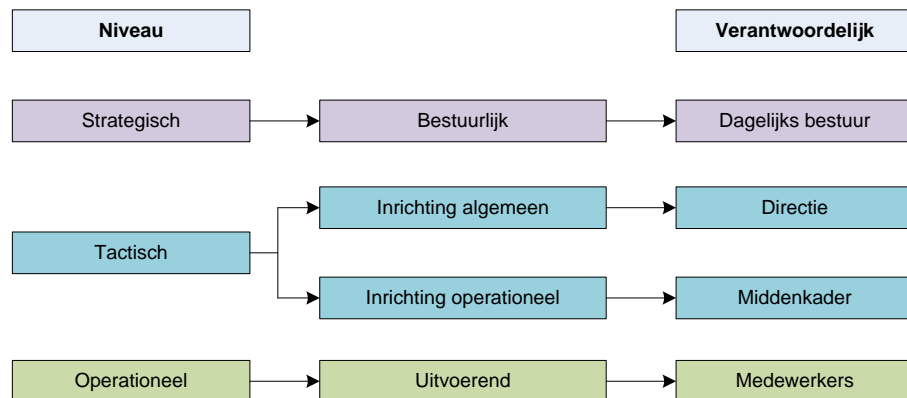 Niveau
Verantwoordelijk
Strategisch
Bestuurlijk
Dagelijks bestuur
Tactisch
Inrichting algemeen
Directie
Inrichting operationeel
Middenkader
Operationeel
Uitvoerend
Medewerkers